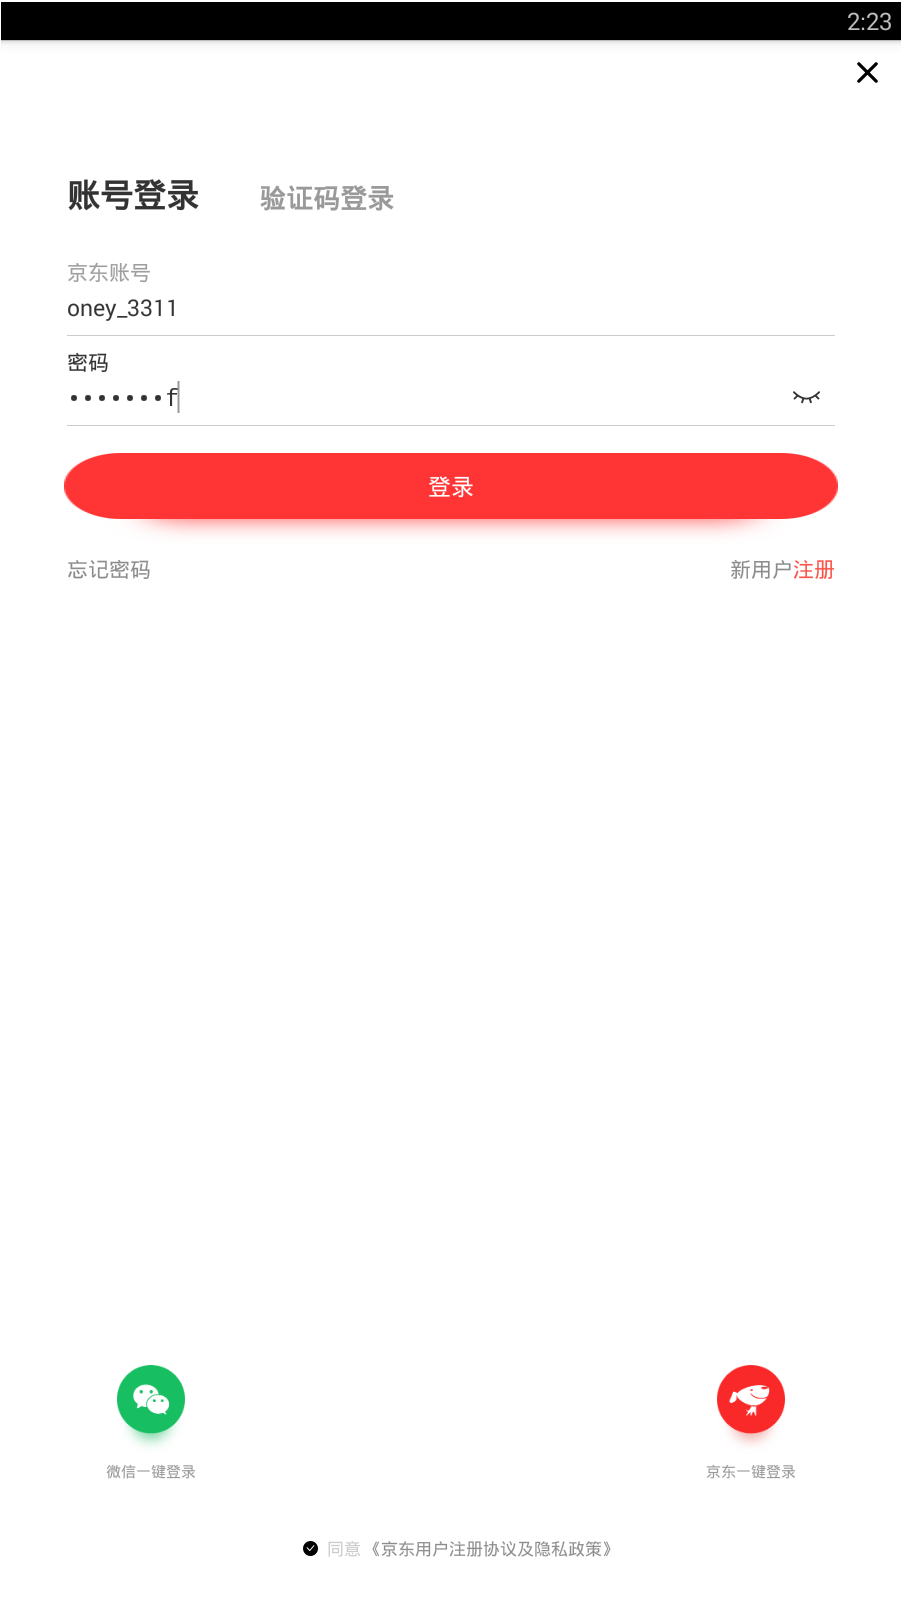 2:23
账号登录 验证码登录
京东账号
oney_3311
密码
•••••••f
登录
忘记密码 新用户注册
微信一键登录 京东一键登录
同意《京东用户注册协议及隐私政策》